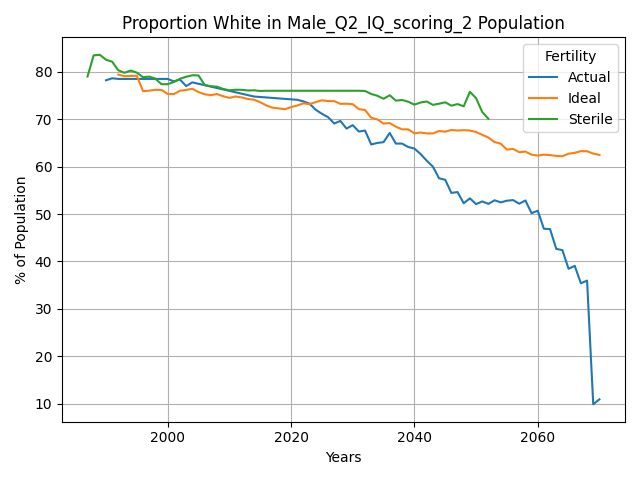 Proportion White in Male_Q2_IQ_scoring_2 Population
Fertility
Actual
Ideal
Sterile
% of Population
80
70
60
50
40
30
20
10
2000 2020 2040 2060
Years